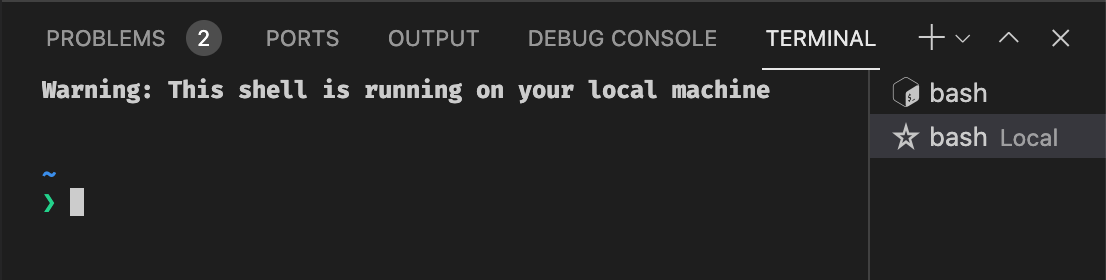 PROBLEMS 2 PORTS OUTPUT DEBUG CONSOLE TERMINAL
Warning: This shell is running on your local machine
bash
bash Local
~
❯